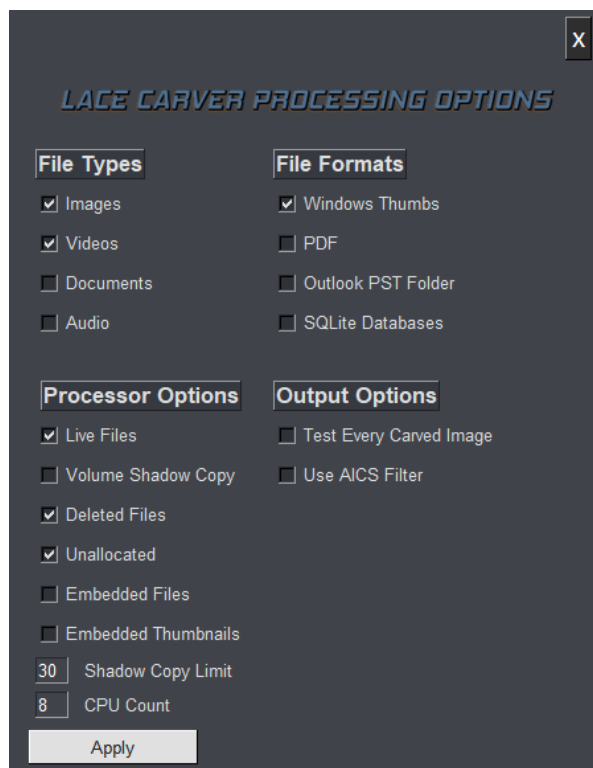 X
LACE CARVER PROCESSING OPTIONS
File Types
Images
Videos
Documents
Audio
File Formats
Windows Thumbs
PDF
Outlook PST Folder
SQLite Databases
Processor Options
Live Files
Volume Shadow Copy
Deleted Files
Unallocated
Embedded Files
Embedded Thumbnails
30 Shadow Copy Limit
8 CPU Count
Output Options
Test Every Carved Image
Use AICS Filter
Apply